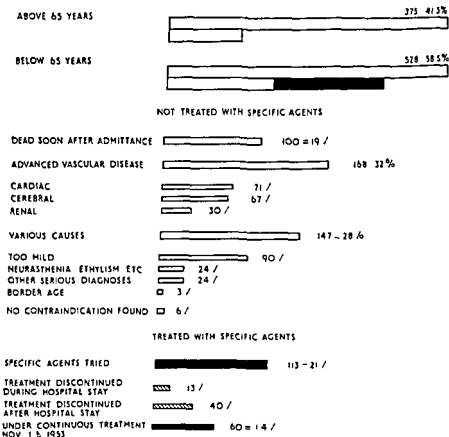 ABOVE 65 YEARS
375 41.5%
BELOW 65 YEARS
528 58.5%
NOT TREATED WITH SPECIFIC AGENTS
DEAD SOON AFTER ADMITTANCE 100 = 19 /
ADVANCED VASCULAR DISEASE 168 32%
CARDIAC 71 /
CEREBRAL 67 /
RENAL 30 /
VARIOUS CAUSES 147 - 28 %
TOO MILD 90 /
NEURASTHENIA ETHYLISM ETC 24 /
OTHER SERIOUS DIAGNOSES 24 /
BORDER AGE 3 /
NO CONTRAINDICATION FOUND 6 /
TREATED WITH SPECIFIC AGENTS
SPECIFIC AGENTS TRIED 113 - 21 /
TREATMENT DISCONTINUED
DURING HOSPITAL STAY 13 /
TREATMENT DISCONTINUED
AFTER HOSPITAL STAY 40 /
UNDER CONTINUOUS TREATMENT 60 = 14 /
NOV 1953